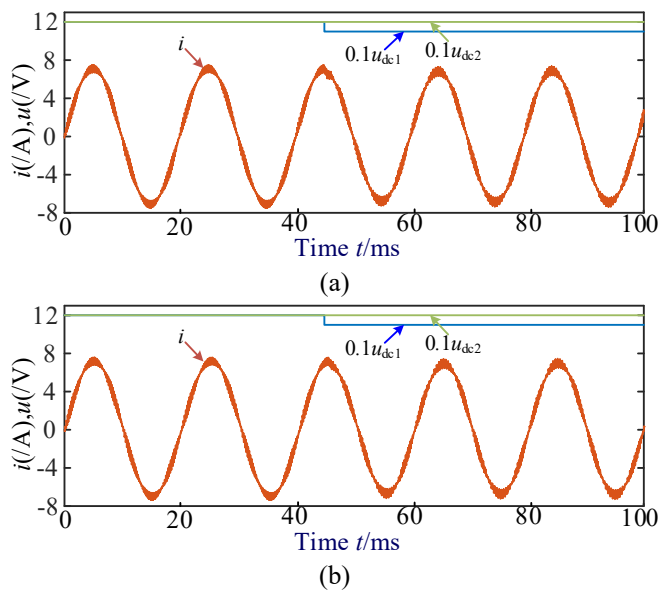 12
8
4
0
-4
-8
i(/A),u(/V)
i
0.1udc1
0.1udc2
0 20 40 60 80 100
Time t/ms
(a)
12
8
4
0
-4
-8
i(/A),u(/V)
i
0.1udc1
0.1udc2
0 20 40 60 80 100
Time t/ms
(b)